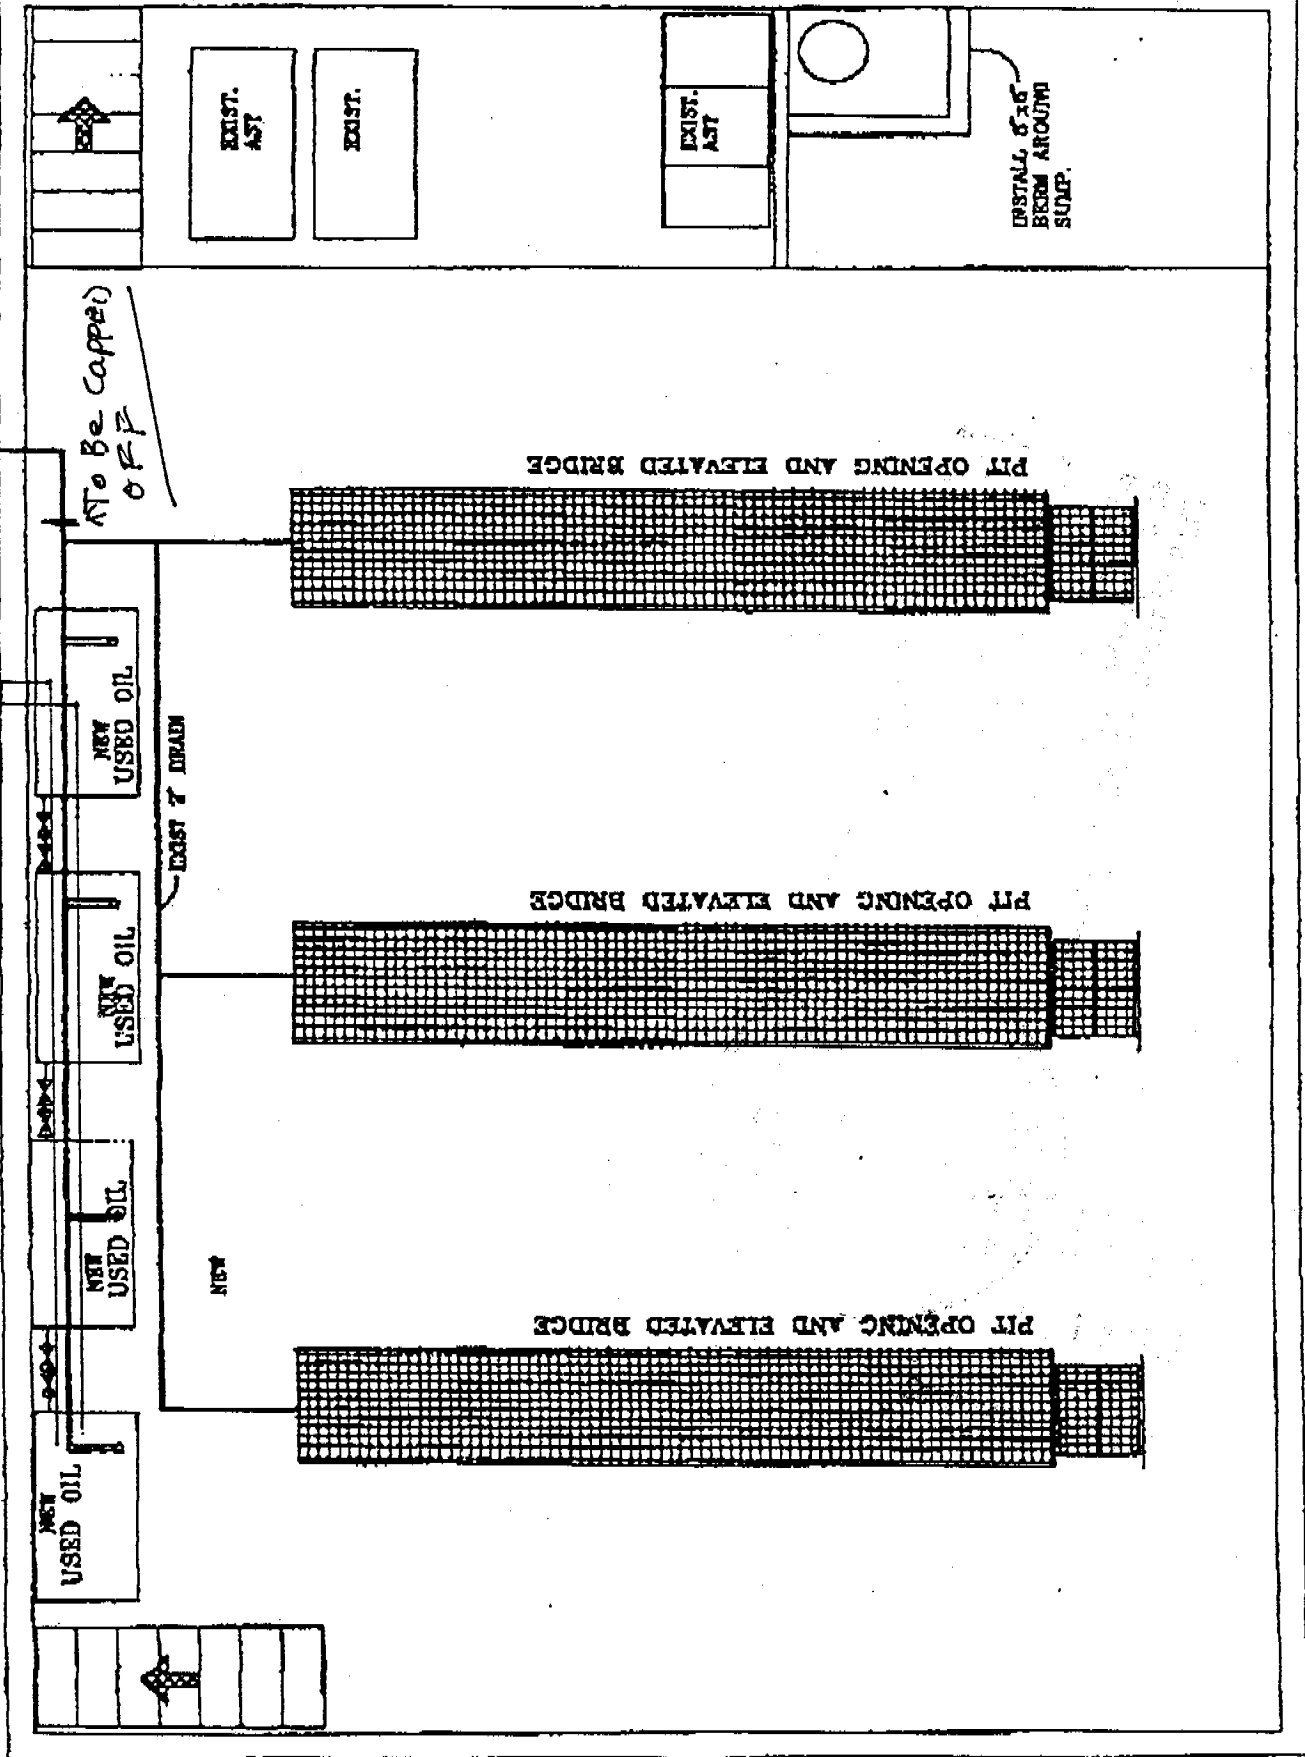 EXIST.
AST
EXIST.
EXIST.
AST
INSTALL 6"x6"
BERM AROUND
SUMP.
To Be Capped
OFF
PIT OPENING AND ELEVATED BRIDGE
NEW
USED OIL
EXIST 2" DRAIN
PIT OPENING AND ELEVATED BRIDGE
NEW
USED OIL
NEW
USED OIL
NEW
PIT OPENING AND ELEVATED BRIDGE
NEW
USED OIL